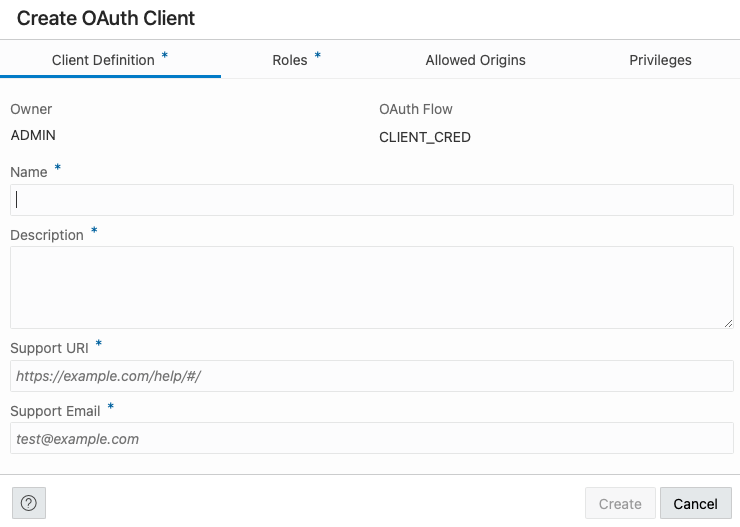 Create OAuth Client
Client Definition * Roles * Allowed Origins Privileges
Owner OAuth Flow
ADMIN CLIENT_CRED
Name *
Description *
Support URI *
https://example.com/help/#/
Support Email *
test@example.com
? Create Cancel